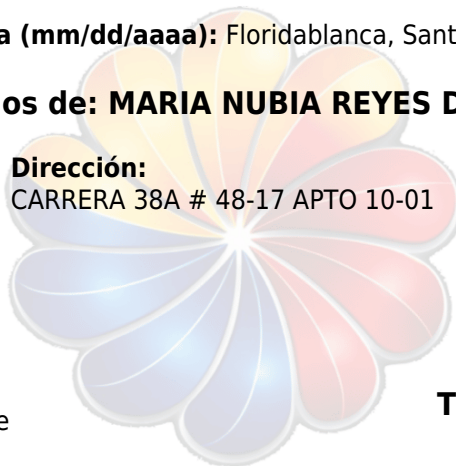 a (mm/dd/aaaa): Floridablanca, Sant
os de: MARIA NUBIA REYES D
Dirección:
CARRERA 38A # 48-17 APTO 10-01
T
e